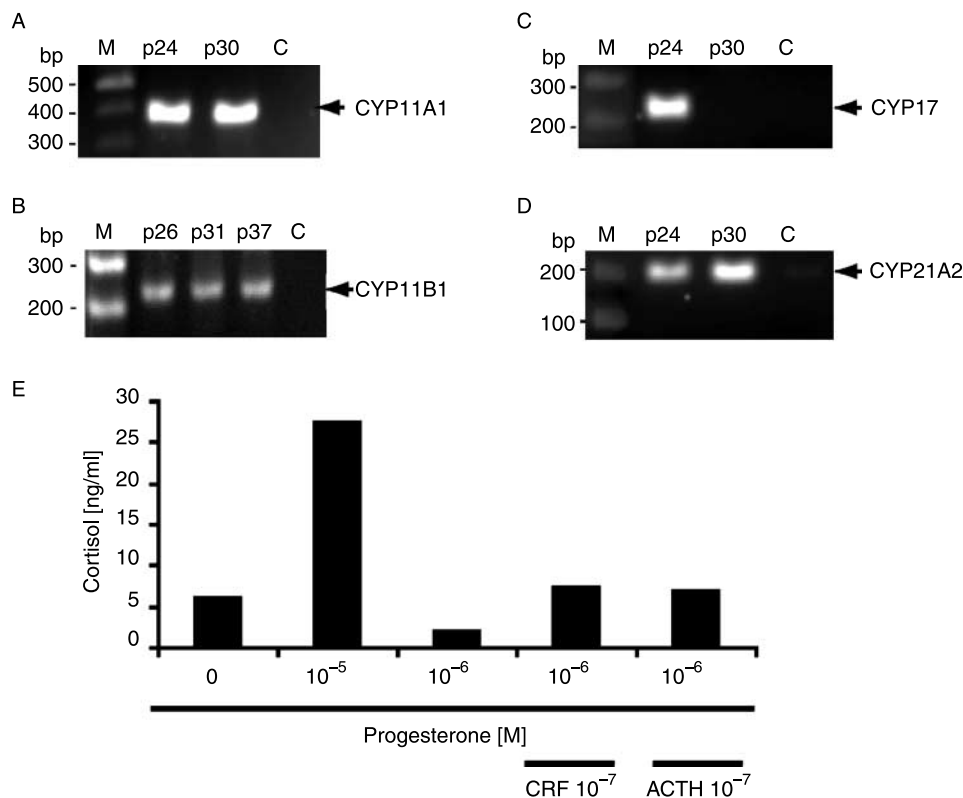 A
M p24 p30 C
bp
500
400
300
CYP11A1
B
M p26 p31 p37 C
bp
300
200
CYP11B1
C
M p24 p30 C
bp
300
200
CYP17
D
M p24 p30 C
bp
200
100
CYP21A2
E
Cortisol [ng/ml]
30
25
20
15
10
5
0
0 10⁻⁵ 10⁻⁶ 10⁻⁶ 10⁻⁶
Progesterone [M]
CRF 10⁻⁷ ACTH 10⁻⁷